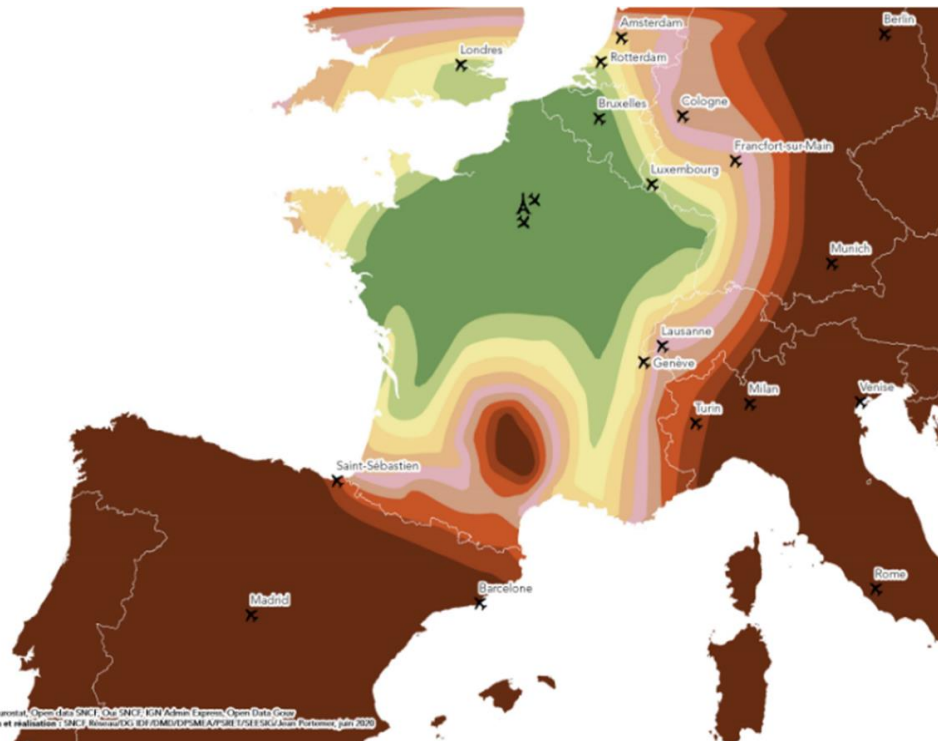 Amsterdam
Berlin
Londres
Rotterdam
Bruxelles
Cologne
Francfort-sur-Main
Luxembourg
Munich
Lausanne
Genève
Milan
Venise
Turin
Saint-Sébastien
Rome
Barcelone
Madrid
Open data SNCF, Oui SNCF, IGN Admin Express, Open Data Gouv
et réalisation : SNCF Réseau/DG IDF/DMD/DPSMEA/PSRET/SEESIG/Jean Portemer, juin 2020